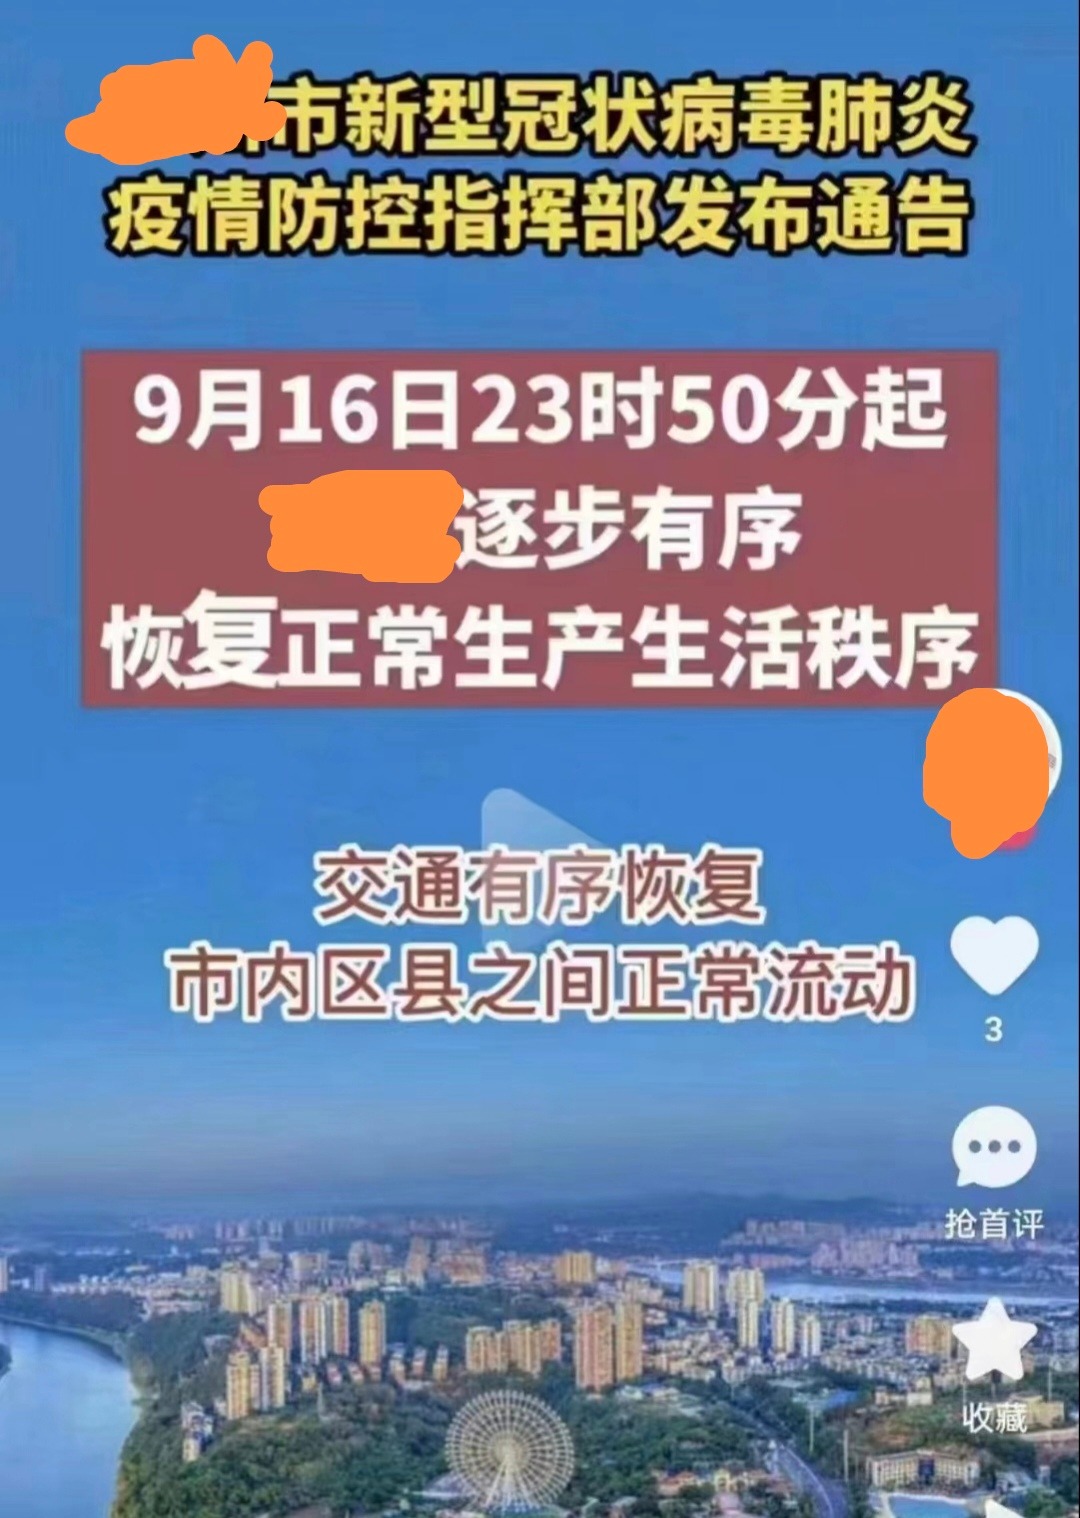 市新型冠状病毒肺炎
疫情防控指挥部发布通告
9月16日23时50分起
逐步有序
恢复正常生产生活秩序
交通有序恢复
市内区县之间正常流动
3
抢首评
收藏